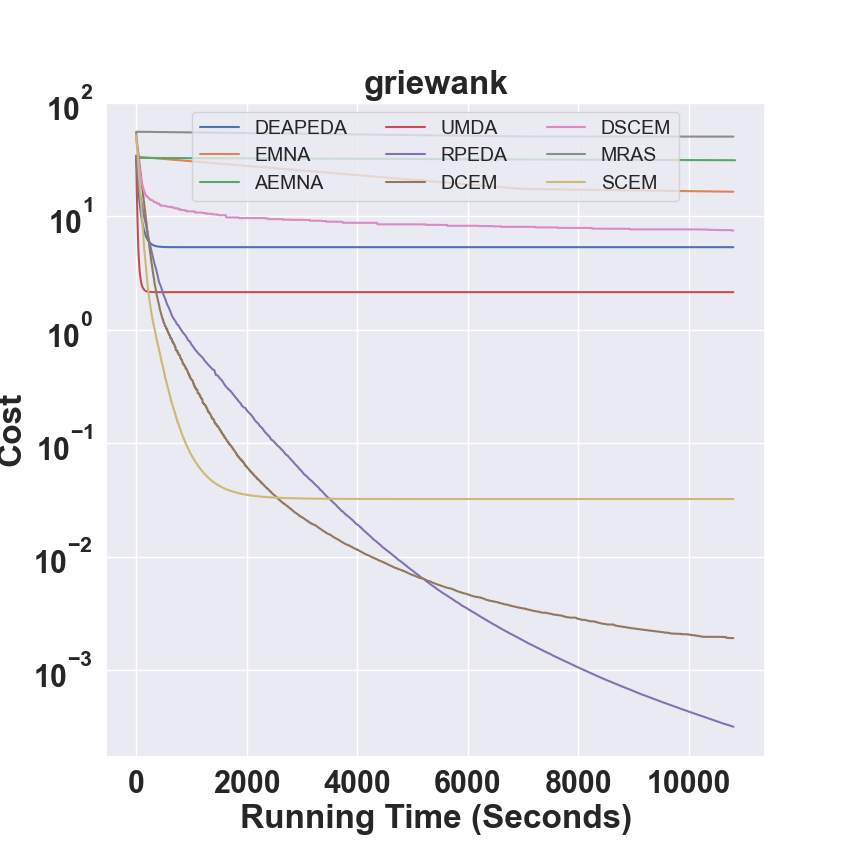 griewank
DEAPEDA
EMNA
AEMNA
UMDA
RPEDA
DCEM
DSCEM
MRAS
SCEM
10^2
10^1
10^0
10^−1
10^−2
10^−3
Cost
0 2000 4000 6000 8000 10000
Running Time (Seconds)